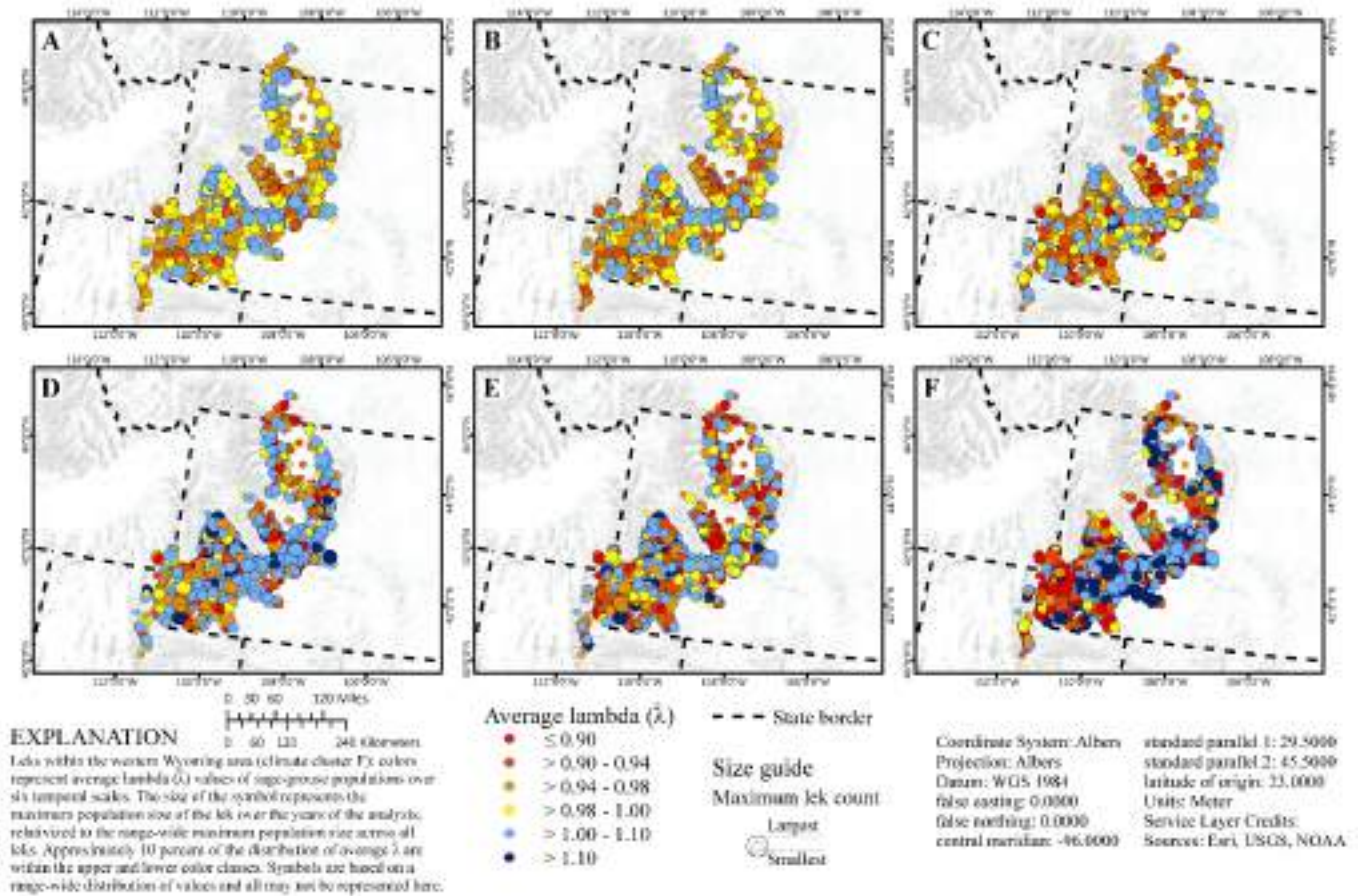 A
B
C
D
E
F
0 30 60 120 Miles
0 60 120 240 Kilometers
EXPLANATION
Leks within the western Wyoming area (climate cluster F); colors
represent average lambda (λ̄) values of sage-grouse populations over
six temporal scales. The size of the symbol represents the
maximum population size of the lek over the years of the analysis,
relativized to the range-wide maximum population size across all
leks. Approximately 10 percent of the distribution of average λ̄ are
within the upper and lower color classes. Symbols are based on a
range-wide distribution of values and all may not be represented here.
Average lambda (λ̄)
≤ 0.90
> 0.90 - 0.94
> 0.94 - 0.98
> 0.98 - 1.00
> 1.00 - 1.10
> 1.10
State border
Size guide
Maximum lek count
Largest
Smallest
Coordinate System: Albers
Projection: Albers
Datum: WGS 1984
false easting: 0.0000
false northing: 0.0000
central meridian: -96.0000
standard parallel 1: 29.5000
standard parallel 2: 45.5000
latitude of origin: 23.0000
Units: Meter
Service Layer Credits:
Sources: Esri, USGS, NOAA